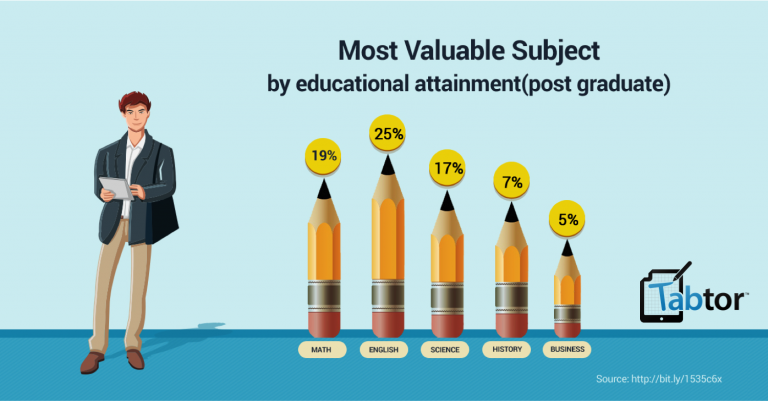 Most Valuable Subject
by educational attainment(post graduate)
19%
25%
17%
7%
5%
MATH
ENGLISH
SCIENCE
HISTORY
BUSINESS
Tabtor™
Source: http://bit.ly/1535c6x